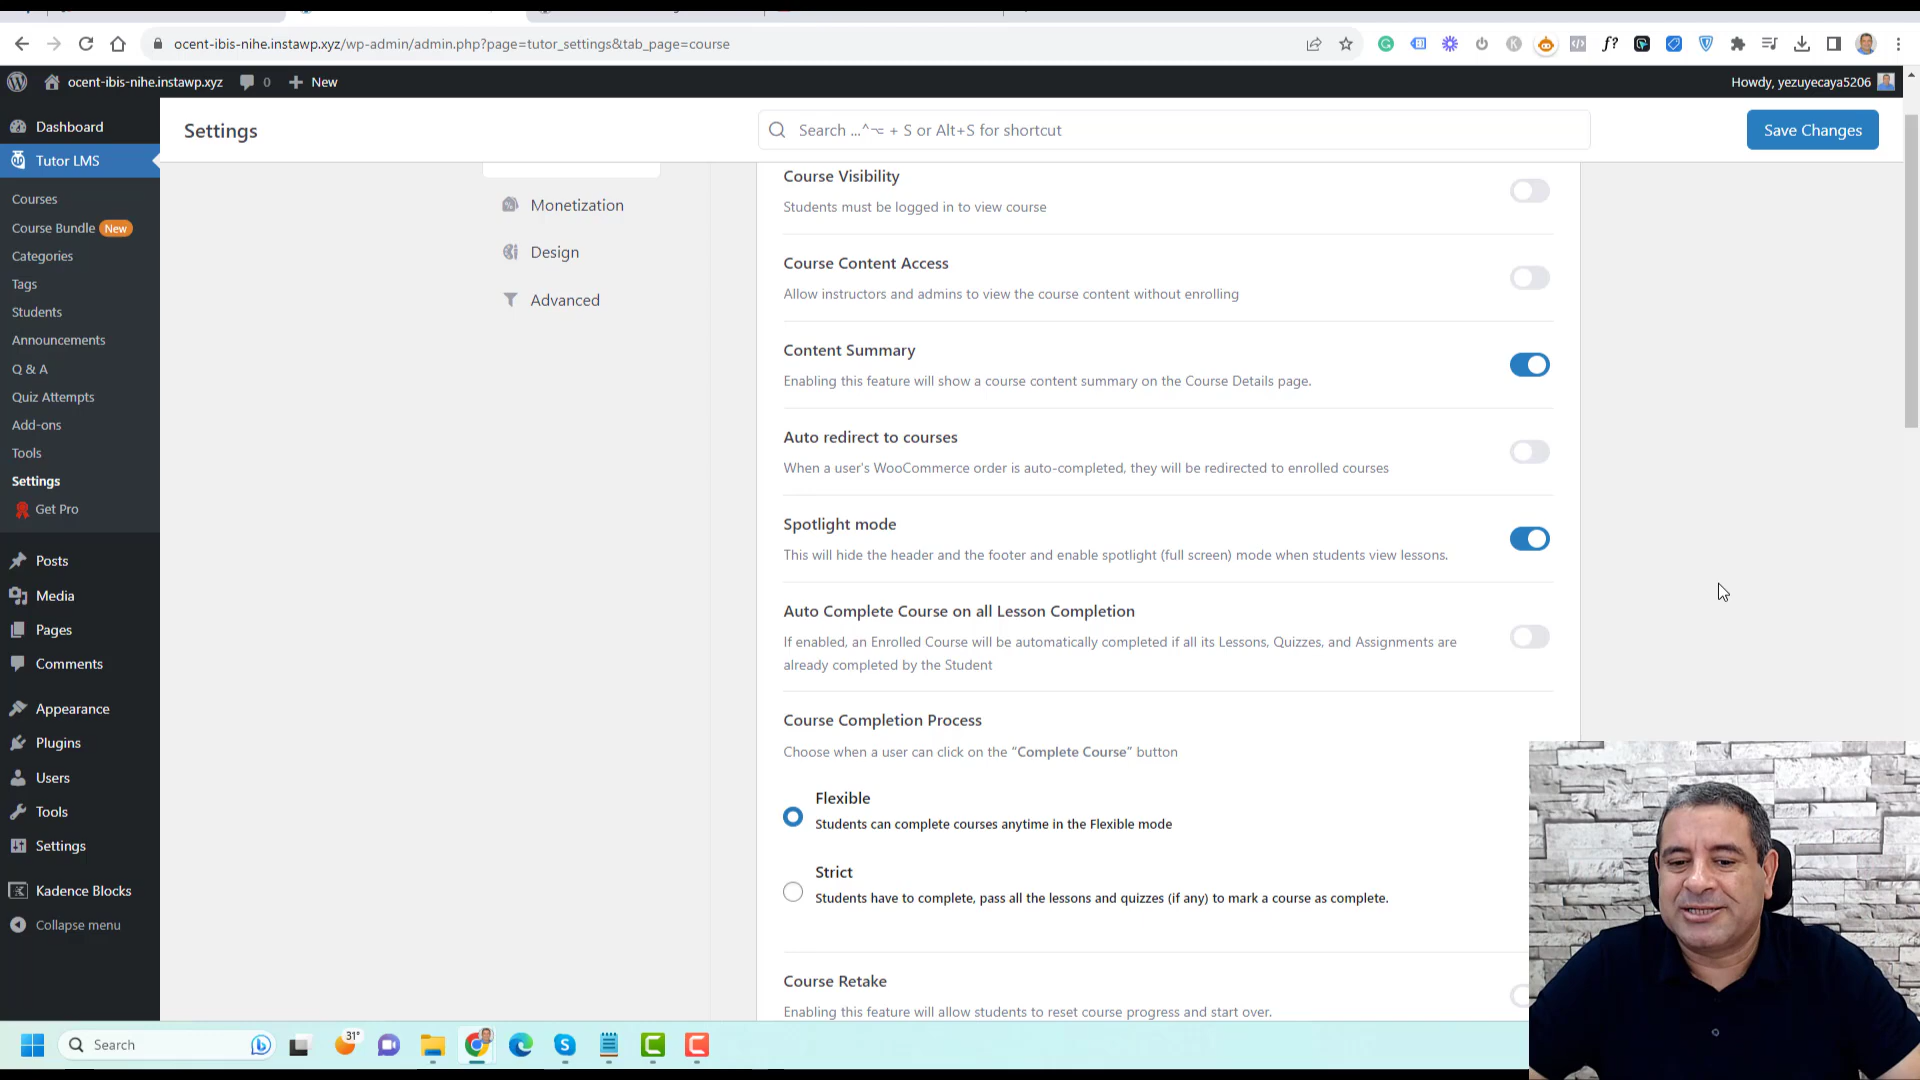 ocent-ibis-nihe.instawp.xyz/wp-admin/admin.php?page=tutor_settings&tab_page=course
ocent-ibis-nihe.instawp.xyz
0
New
Howdy, yezuyecaya5206
Dashboard
Tutor LMS
Courses
Course Bundle New
Categories
Tags
Students
Announcements
Q & A
Quiz Attempts
Add-ons
Tools
Settings
Get Pro
Posts
Media
Pages
Comments
Appearance
Plugins
Users
Tools
Settings
Kadence Blocks
Collapse menu
Settings
Search ...^⌥ + S or Alt+S for shortcut
Save Changes
Monetization
Design
Advanced
Course Visibility
Students must be logged in to view course
Course Content Access
Allow instructors and admins to view the course content without enrolling
Content Summary
Enabling this feature will show a course content summary on the Course Details page.
Auto redirect to courses
When a user's WooCommerce order is auto-completed, they will be redirected to enrolled courses
Spotlight mode
This will hide the header and the footer and enable spotlight (full screen) mode when students view lessons.
Auto Complete Course on all Lesson Completion
If enabled, an Enrolled Course will be automatically completed if all its Lessons, Quizzes, and Assignments are
already completed by the Student
Course Completion Process
Choose when a user can click on the “Complete Course” button
Flexible
Students can complete courses anytime in the Flexible mode
Strict
Students have to complete, pass all the lessons and quizzes (if any) to mark a course as complete.
Course Retake
Enabling this feature will allow students to reset course progress and start over.
Search
31°